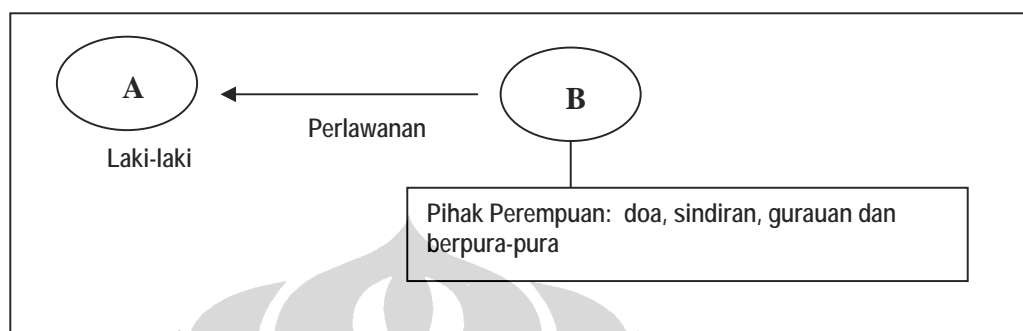 A
B
Perlawanan
Laki-laki
Pihak Perempuan: doa, sindiran, gurauan dan
berpura-pura